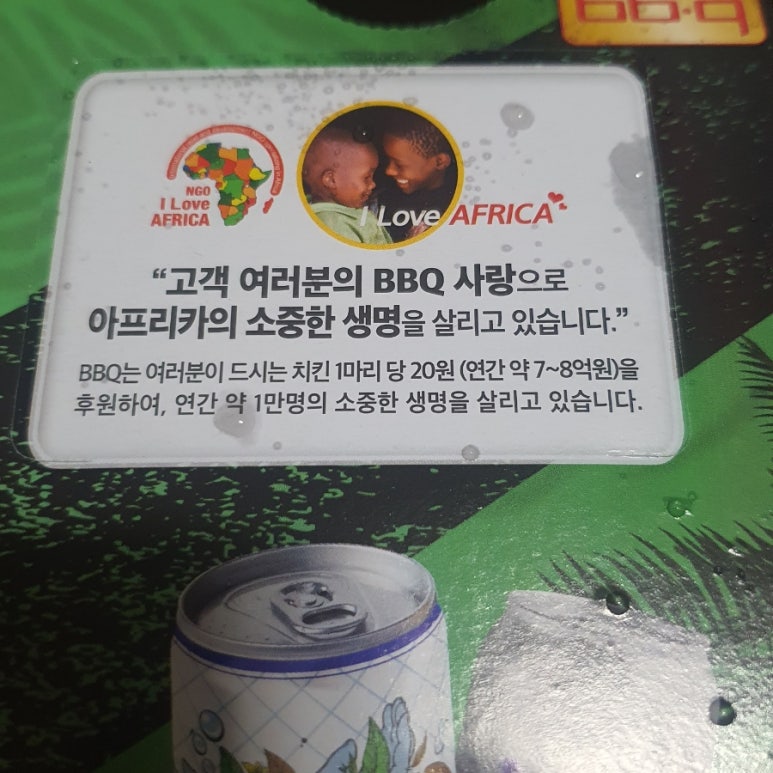 bb.q
NGO
I Love
AFRICA
I Love AFRICA
“고객 여러분의 BBQ 사랑으로
아프리카의 소중한 생명을 살리고 있습니다.”
BBQ는 여러분이 드시는 치킨 1마리 당 20원 (연간 약 7~8억원)을
후원하여, 연간 약 1만명의 소중한 생명을 살리고 있습니다.